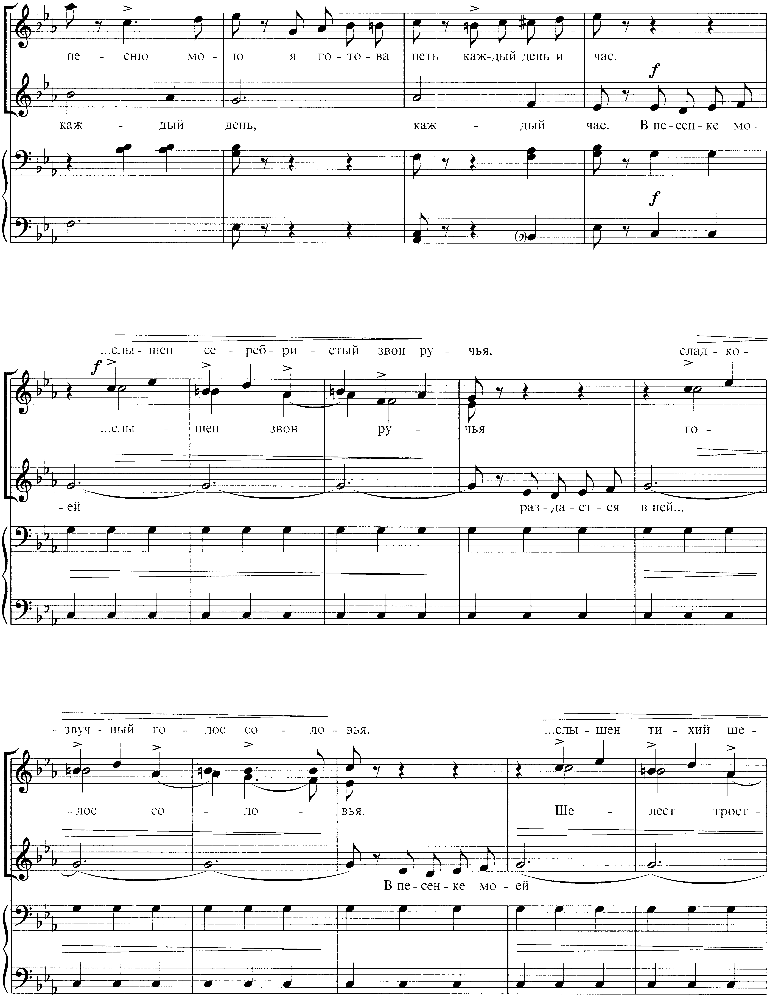 пе - сню мо - ю я го - то - ва петь каж-дый день и час.
f
каж - дый день, каж - дый час. В пе - сен - ке мо -
f
...слы - шен се - реб - ри - стый звон ру - чья, слад - ко -
f
...слы - шен звон ру - чья го -
- ей раз - да - ет - ся в ней...
- звуч - ный го - лос со - ло - вья. ...слы - шен ти - хий ше -
- лос со - ло - вья. Ше - лест трост -
В пе - сен - ке мо - ей